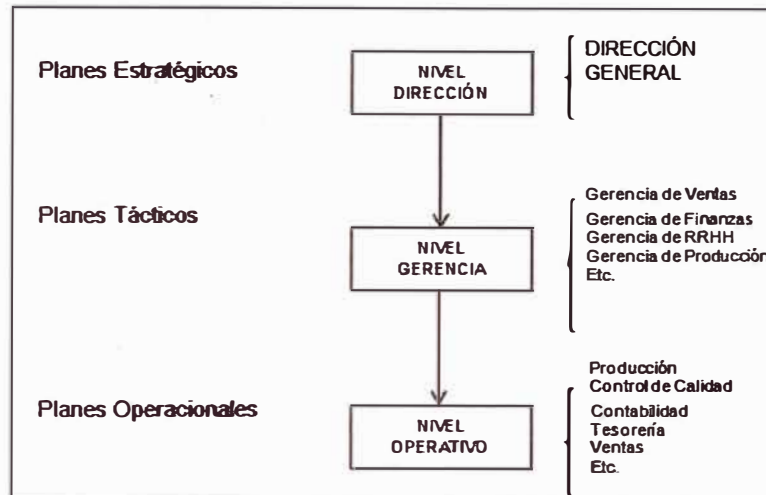 Planes Estratégicos
NIVEL
DIRECCIÓN
DIRECCIÓN
GENERAL
Planes Tácticos
NIVEL
GERENCIA
Gerencia de Ventas
Gerencia de Finanzas
Gerencia de RRHH
Gerencia de Producción
Etc.
Planes Operacionales
NIVEL
OPERATIVO
Producción
Control de Calidad
Contabilidad
Tesorería
Ventas
Etc.